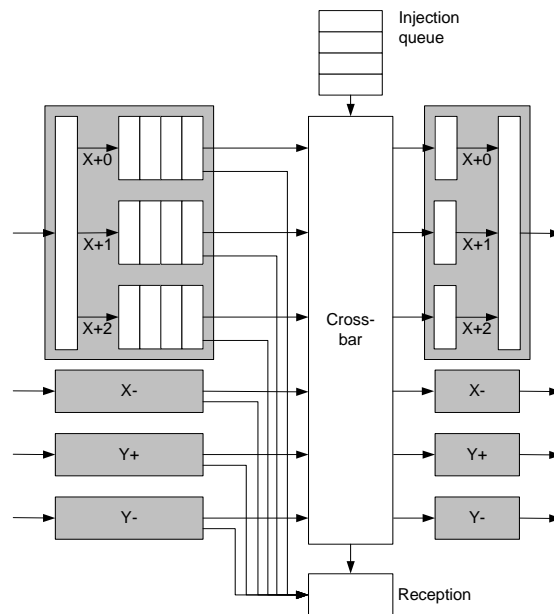 Injection
queue
X+0
X+0
X+1
X+1
Cross-
bar
X+2
X+2
X-
X-
Y+
Y+
Y-
Y-
Reception